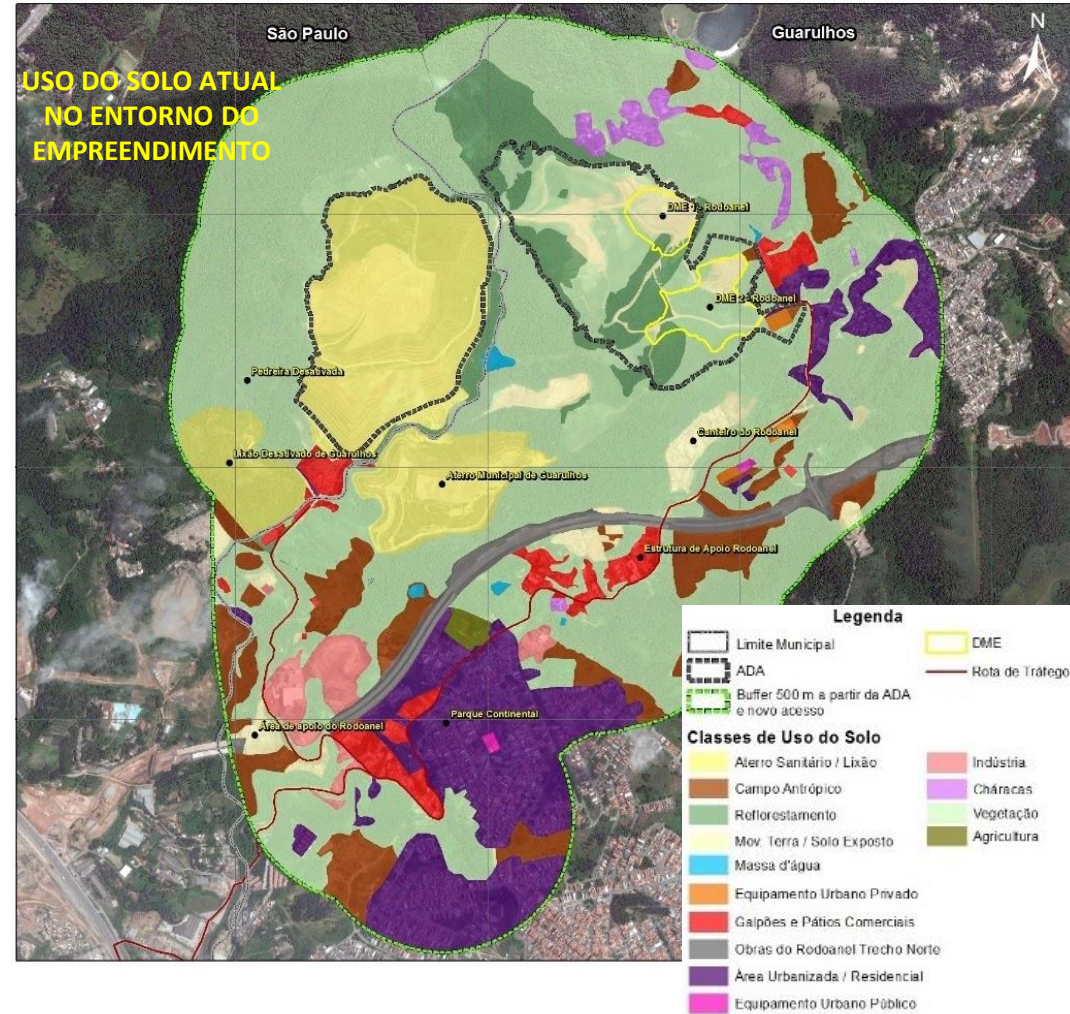 São Paulo
Guarulhos
N
USO DO SOLO ATUAL
NO ENTORNO DO
EMPREENDIMENTO
DME 1 - Rodoanel
DME 2 - Rodoanel
Pedreira Desativada
Canteiro do Rodoanel
Lixão Desativado de Guarulhos
Aterro Municipal de Guarulhos
Estrutura de Apoio Rodoanel
Parque Continental
Área de apoio do Rodoanel
Legenda
Limite Municipal
ADA
Buffer 500 m a partir da ADA
e novo acesso
DME
Rota de Tráfego
Classes de Uso do Solo
Aterro Sanitário / Lixão
Campo Antrópico
Reflorestamento
Mov. Terra / Solo Exposto
Massa d'água
Equipamento Urbano Privado
Galpões e Pátios Comerciais
Obras do Rodoanel Trecho Norte
Área Urbanizada / Residencial
Equipamento Urbano Público
Indústria
Cháracas
Vegetação
Agricultura